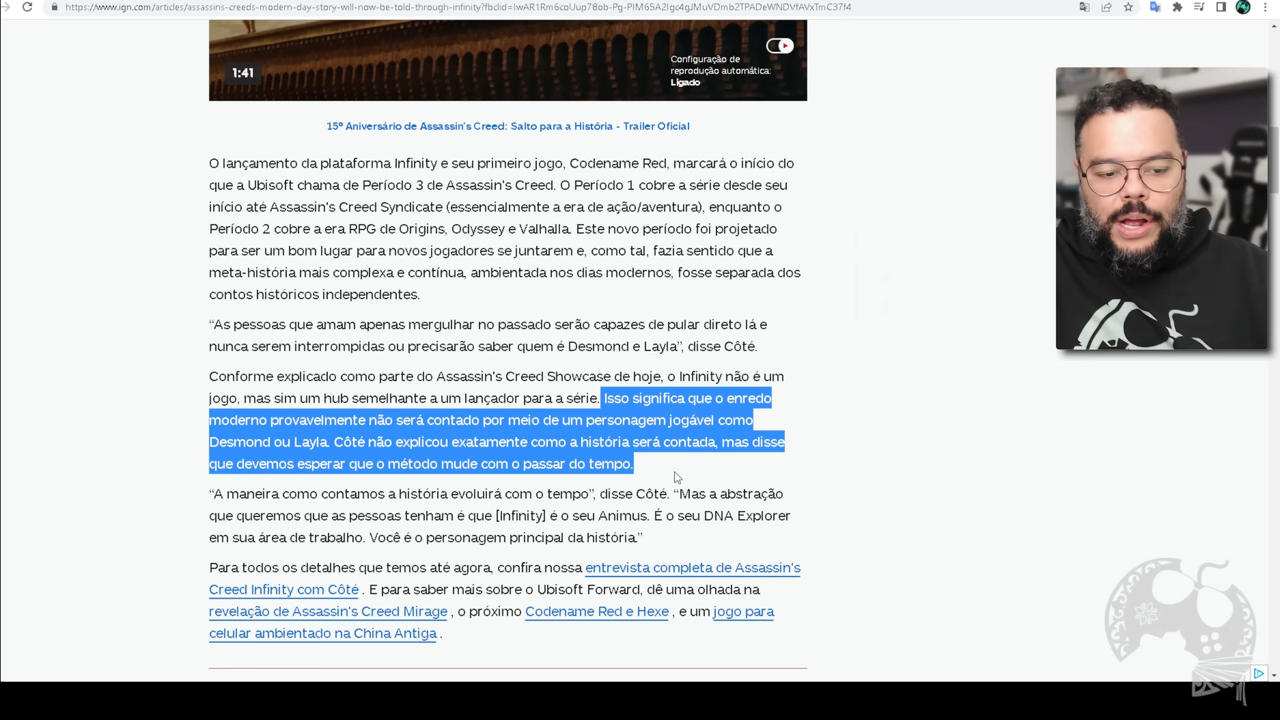 https://www.ign.com/articles/assassins-creeds-modern-day-story-will-now-be-told-through-infinity?fbclid=IwAR1Rm6coUup78ob-Pg-PIM65A2Igc4gJMuVDmb2TPADeWNDVfAVxTmC37f4
1:41
Configuração de
reprodução automática:
Ligado
15º Aniversário de Assassin's Creed: Salto para a História - Trailer Oficial
O lançamento da plataforma Infinity e seu primeiro jogo, Codename Red, marcará o início do
que a Ubisoft chama de Período 3 de Assassin's Creed. O Período 1 cobre a série desde seu
início até Assassin's Creed Syndicate (essencialmente a era de ação/aventura), enquanto o
Período 2 cobre a era RPG de Origins, Odyssey e Valhalla. Este novo período foi projetado
para ser um bom lugar para novos jogadores se juntarem e, como tal, fazia sentido que a
meta-história mais complexa e contínua, ambientada nos dias modernos, fosse separada dos
contos históricos independentes.
“As pessoas que amam apenas mergulhar no passado serão capazes de pular direto lá e
nunca serem interrompidas ou precisarão saber quem é Desmond e Layla”, disse Côté.
Conforme explicado como parte do Assassin's Creed Showcase de hoje, o Infinity não é um
jogo, mas sim um hub semelhante a um lançador para a série. Isso significa que o enredo
moderno provavelmente não será contado por meio de um personagem jogável como
Desmond ou Layla. Côté não explicou exatamente como a história será contada, mas disse
que devemos esperar que o método mude com o passar do tempo.
“A maneira como contamos a história evoluirá com o tempo”, disse Côté. “Mas a abstração
que queremos que as pessoas tenham é que [Infinity] é o seu Animus. É o seu DNA Explorer
em sua área de trabalho. Você é o personagem principal da história.”
Para todos os detalhes que temos até agora, confira nossa entrevista completa de Assassin's
Creed Infinity com Côté . E para saber mais sobre o Ubisoft Forward, dê uma olhada na
revelação de Assassin's Creed Mirage , o próximo Codename Red e Hexe , e um jogo para
celular ambientado na China Antiga .